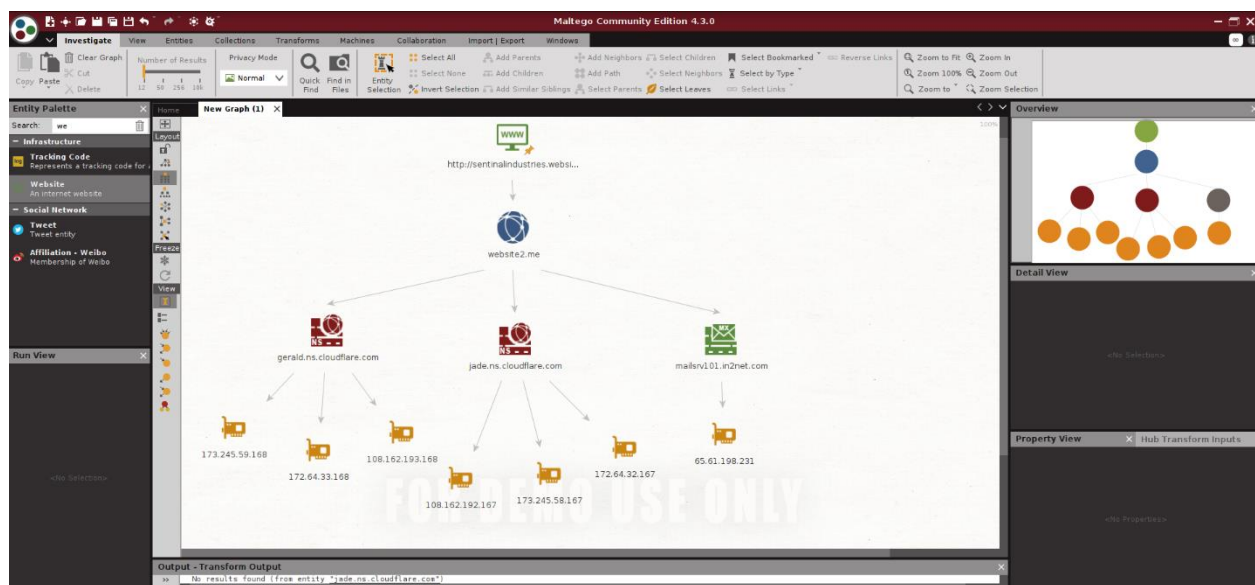 Maltego Community Edition 4.3.0
Investigate View Entities Collections Transforms Machines Collaboration Import | Export Windows
Copy Paste
Clear Graph
Cut
Delete
Number of Results
12 50 256 10k
Privacy Mode
Normal
Quick Find
Find in Files
Entity Selection
Select All
Select None
Invert Selection
Add Parents
Add Children
Add Similar Siblings
Add Neighbors
Add Path
Select Parents
Select Children
Select Neighbors
Select Leaves
Select Bookmarked
Select by Type
Select Links
Reverse Links
Zoom to Fit
Zoom 100%
Zoom to
Zoom In
Zoom Out
Zoom Selection
Entity Palette
Search: we
Infrastructure
Tracking Code
Represents a tracking code for
Website
An internet website
Social Network
Tweet
Tweet entity
Affiliation - Weibo
Membership of Weibo
Run View
<No Selection>
Home New Graph (1)
Layout
Freeze
View
100%
WWW
http://sentinalindustries.websi...
website2.me
NS
gerald.ns.cloudflare.com
NS
jade.ns.cloudflare.com
MX
mailsrv101.in2net.com
173.245.59.168
172.64.33.168
108.162.193.168
108.162.192.167
173.245.58.167
172.64.32.167
65.61.198.231
FOR DEMO USE ONLY
Output - Transform Output
No results found (from entity "jade.ns.cloudflare.com")
Overview
Detail View
<No Selection>
Property View Hub Transform Inputs
<No Properties>